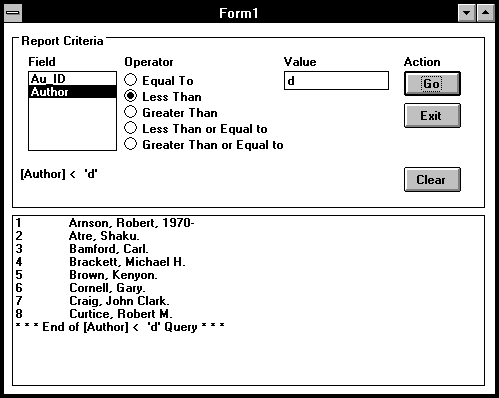 Form1
Report Criteria
Field Operator Value Action
Au_ID
Author
Equal To
Less Than
Greater Than
Less Than or Equal to
Greater Than or Equal to
d
Go
Exit
Clear
[Author] < 'd'
1 Arnson, Robert, 1970-
2 Atre, Shaku.
3 Bamford, Carl.
4 Brackett, Michael H.
5 Brown, Kenyon.
6 Cornell, Gary.
7 Craig, John Clark.
8 Curtice, Robert M.
* * * End of [Author] < 'd' Query * * *